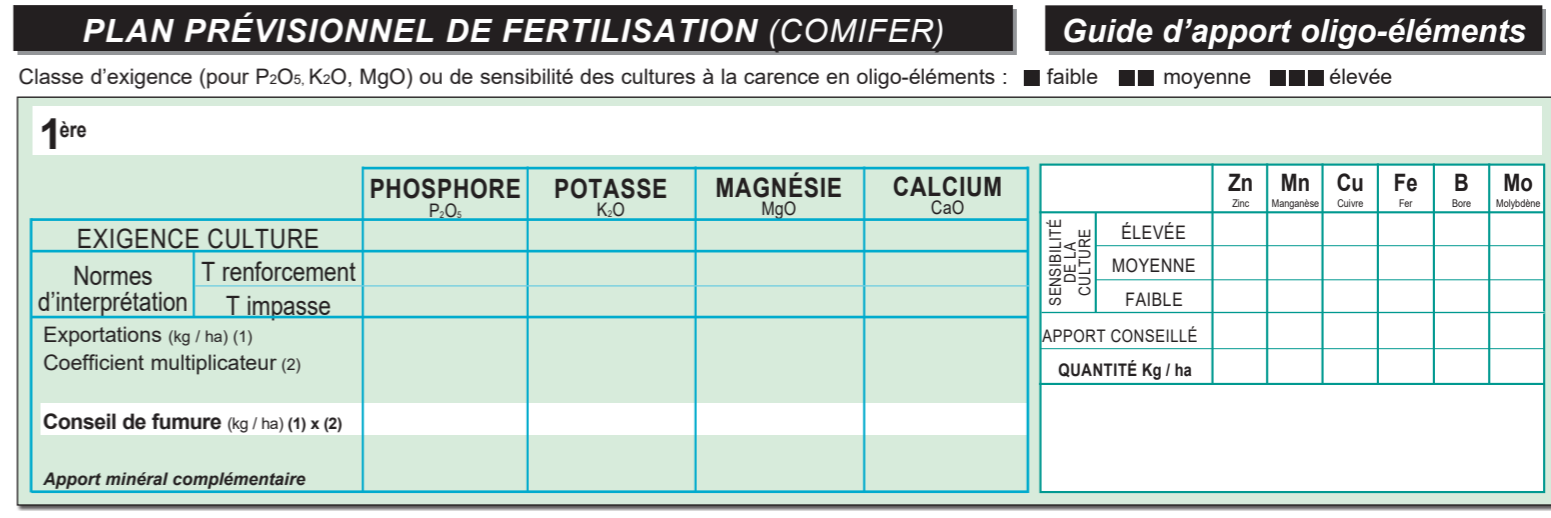 PLAN PRÉVISIONNEL DE FERTILISATION (COMIFER)
Guide d’apport oligo-éléments
Classe d’exigence (pour P2O5, K2O, MgO) ou de sensibilité des cultures à la carence en oligo-éléments : ■ faible ■■ moyenne ■■■ élevée
1ère
PHOSPHORE POTASSE MAGNÉSIE CALCIUM
P2O5 K2O MgO CaO
EXIGENCE CULTURE
Normes d’interprétation
T renforcement
T impasse
Exportations (kg / ha) (1)
Coefficient multiplicateur (2)
Conseil de fumure (kg / ha) (1) x (2)
Apport minéral complémentaire
Zn Mn Cu Fe B Mo
Zinc Manganèse Cuivre Fer Bore Molybdène
SENSIBILITÉ
DE LA
CULTURE
ÉLEVÉE
MOYENNE
FAIBLE
APPORT CONSEILLÉ
QUANTITÉ Kg / ha